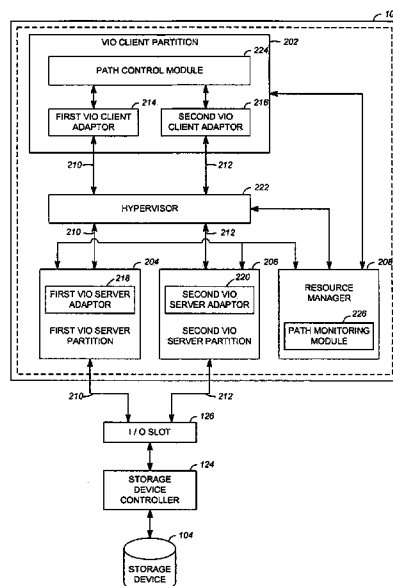 10
VIO CLIENT PARTITION
202
224
PATH CONTROL MODULE
214
216
FIRST VIO CLIENT
ADAPTOR
SECOND VIO
CLIENT ADAPTOR
210
212
222
HYPERVISOR
210
212
204
206
208
218
FIRST VIO SERVER
ADAPTOR
FIRST VIO SERVER
PARTITION
220
SECOND VIO
SERVER ADAPTOR
SECOND VIO
SERVER PARTITION
RESOURCE
MANAGER
226
PATH MONITORING
MODULE
210
212
126
I / O SLOT
124
STORAGE
DEVICE
CONTROLLER
104
STORAGE
DEVICE